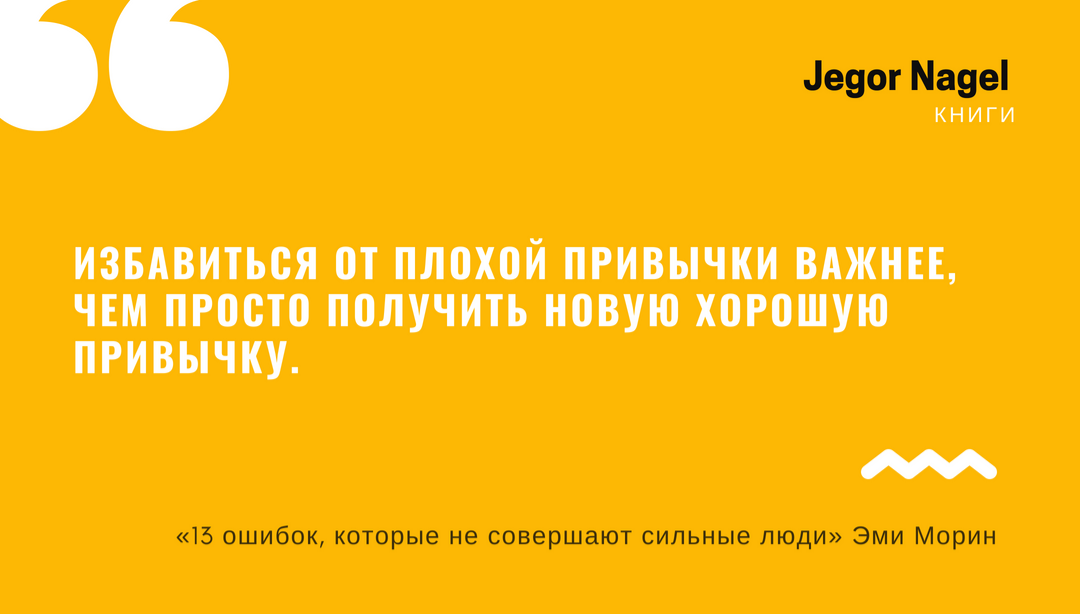 Jegor Nagel
КНИГИ
ИЗБАВИТЬСЯ ОТ ПЛОХОЙ ПРИВЫЧКИ ВАЖНЕЕ,
ЧЕМ ПРОСТО ПОЛУЧИТЬ НОВУЮ ХОРОШУЮ
ПРИВЫЧКУ.
«13 ошибок, которые не совершают сильные люди» Эми Морин